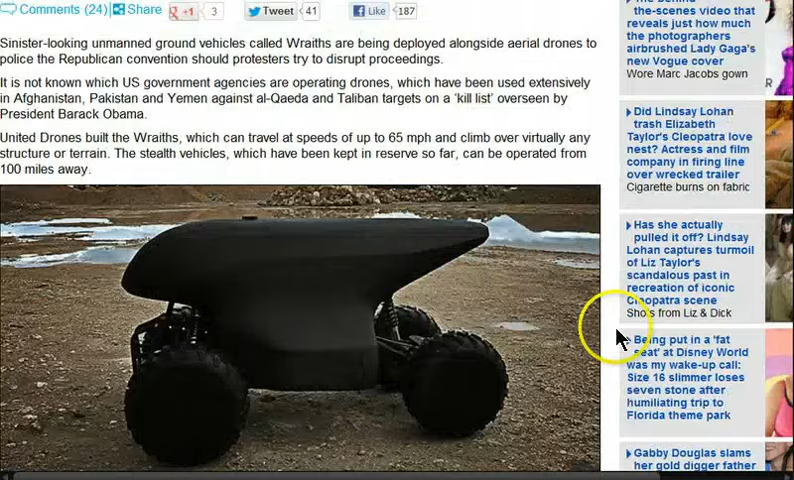 Comments (24)
Share
+1
3
Tweet
41
Like
187
Sinister-looking unmanned ground vehicles called Wraiths are being deployed alongside aerial drones to
police the Republican convention should protesters try to disrupt proceedings.
It is not known which US government agencies are operating drones, which have been used extensively
in Afghanistan, Pakistan and Yemen against al-Qaeda and Taliban targets on a ‘kill list’ overseen by
President Barack Obama.
United Drones built the Wraiths, which can travel at speeds of up to 65 mph and climb over virtually any
structure or terrain. The stealth vehicles, which have been kept in reserve so far, can be operated from
100 miles away.
the-scenes video that
reveals just how much
the photographers
airbrushed Lady Gaga's
new Vogue cover
Wore Marc Jacobs gown
Did Lindsay Lohan
trash Elizabeth
Taylor's Cleopatra love
nest? Actress and film
company in firing line
over wrecked trailer
Cigarette burns on fabric
Has she actually
pulled it off? Lindsay
Lohan captures turmoil
of Liz Taylor's
scandalous past in
recreation of iconic
Cleopatra scene
Shots from Liz & Dick
Being put in a 'fat
seat' at Disney World
was my wake-up call:
Size 16 slimmer loses
seven stone after
humiliating trip to
Florida theme park
Gabby Douglas slams
her gold digger father